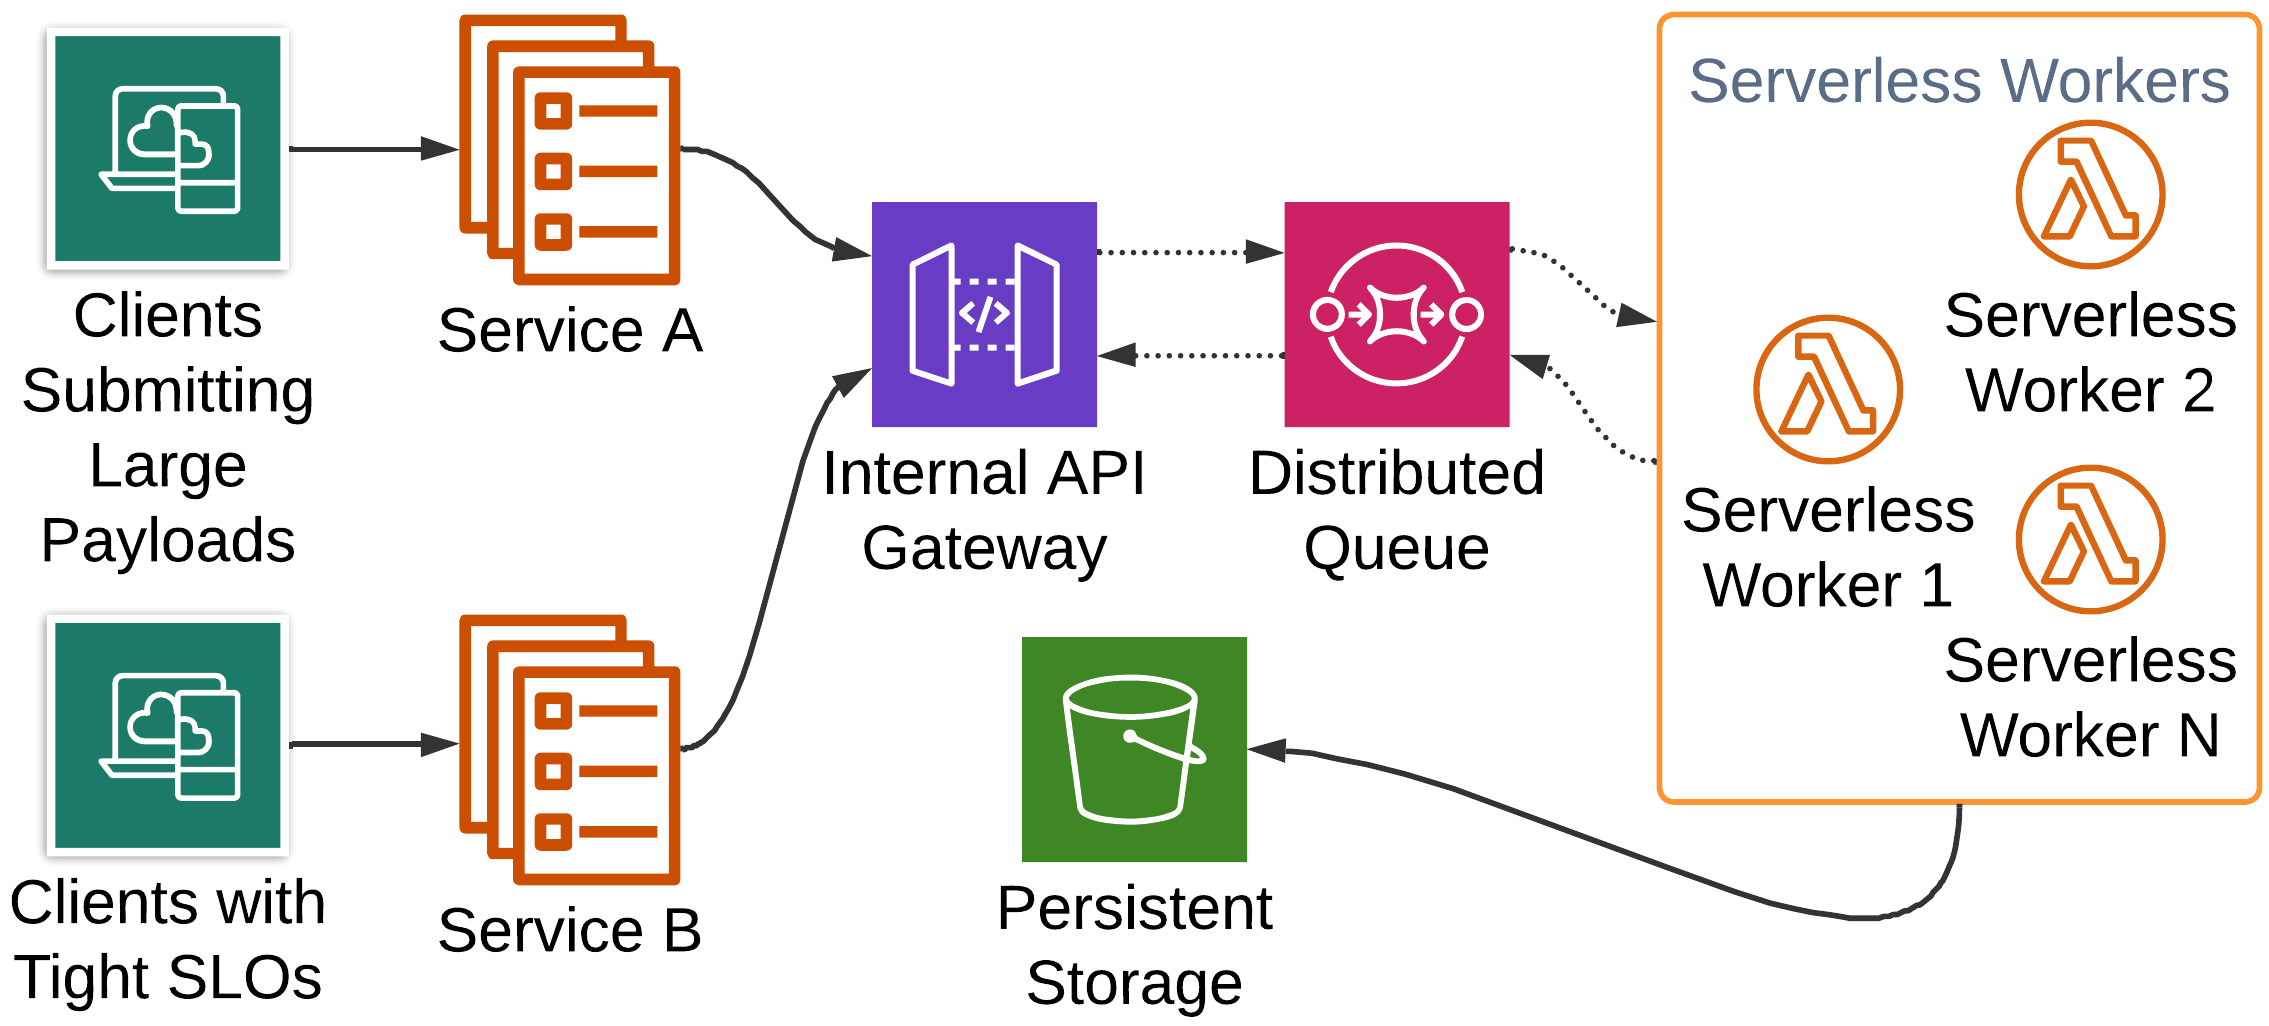 Clients
Submitting
Large
Payloads
Service A
Clients with
Tight SLOs
Service B
Internal API
Gateway
</>
Distributed
Queue
Persistent
Storage
Serverless Workers
Serverless
Worker 2
Serverless
Worker 1
Serverless
Worker N